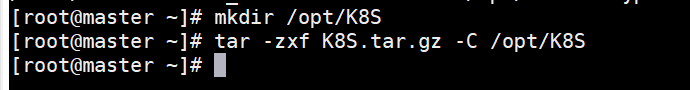 [root@master ~]# mkdir /opt/K8S
[root@master ~]# tar -zxf K8S.tar.gz -C /opt/K8S
[root@master ~]#